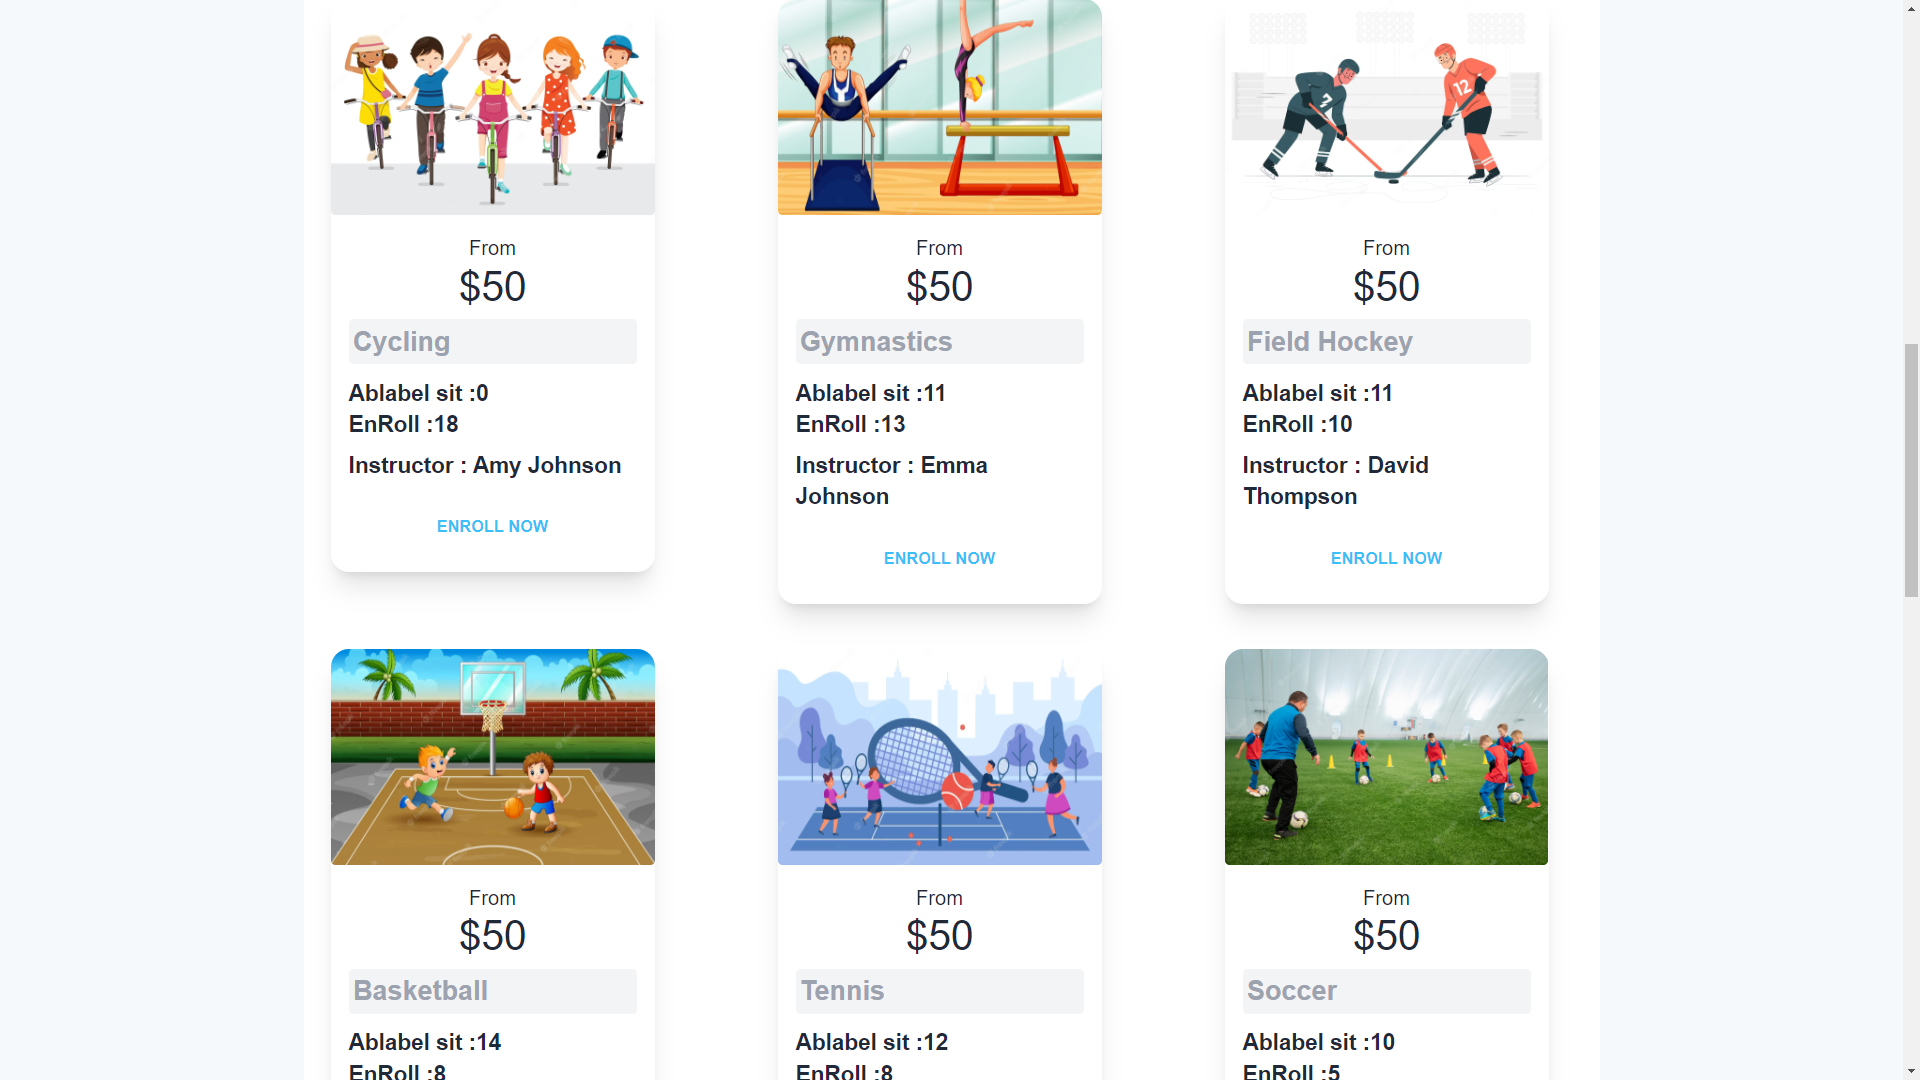 From
$50
Cycling
Ablabel sit :0
EnRoll :18
Instructor : Amy Johnson
ENROLL NOW
From
$50
Gymnastics
Ablabel sit :11
EnRoll :13
Instructor : Emma
Johnson
ENROLL NOW
7
12
From
$50
Field Hockey
Ablabel sit :11
EnRoll :10
Instructor : David
Thompson
ENROLL NOW
From
$50
Basketball
Ablabel sit :14
EnRoll :8
From
$50
Tennis
Ablabel sit :12
EnRoll :8
From
$50
Soccer
Ablabel sit :10
EnRoll :5